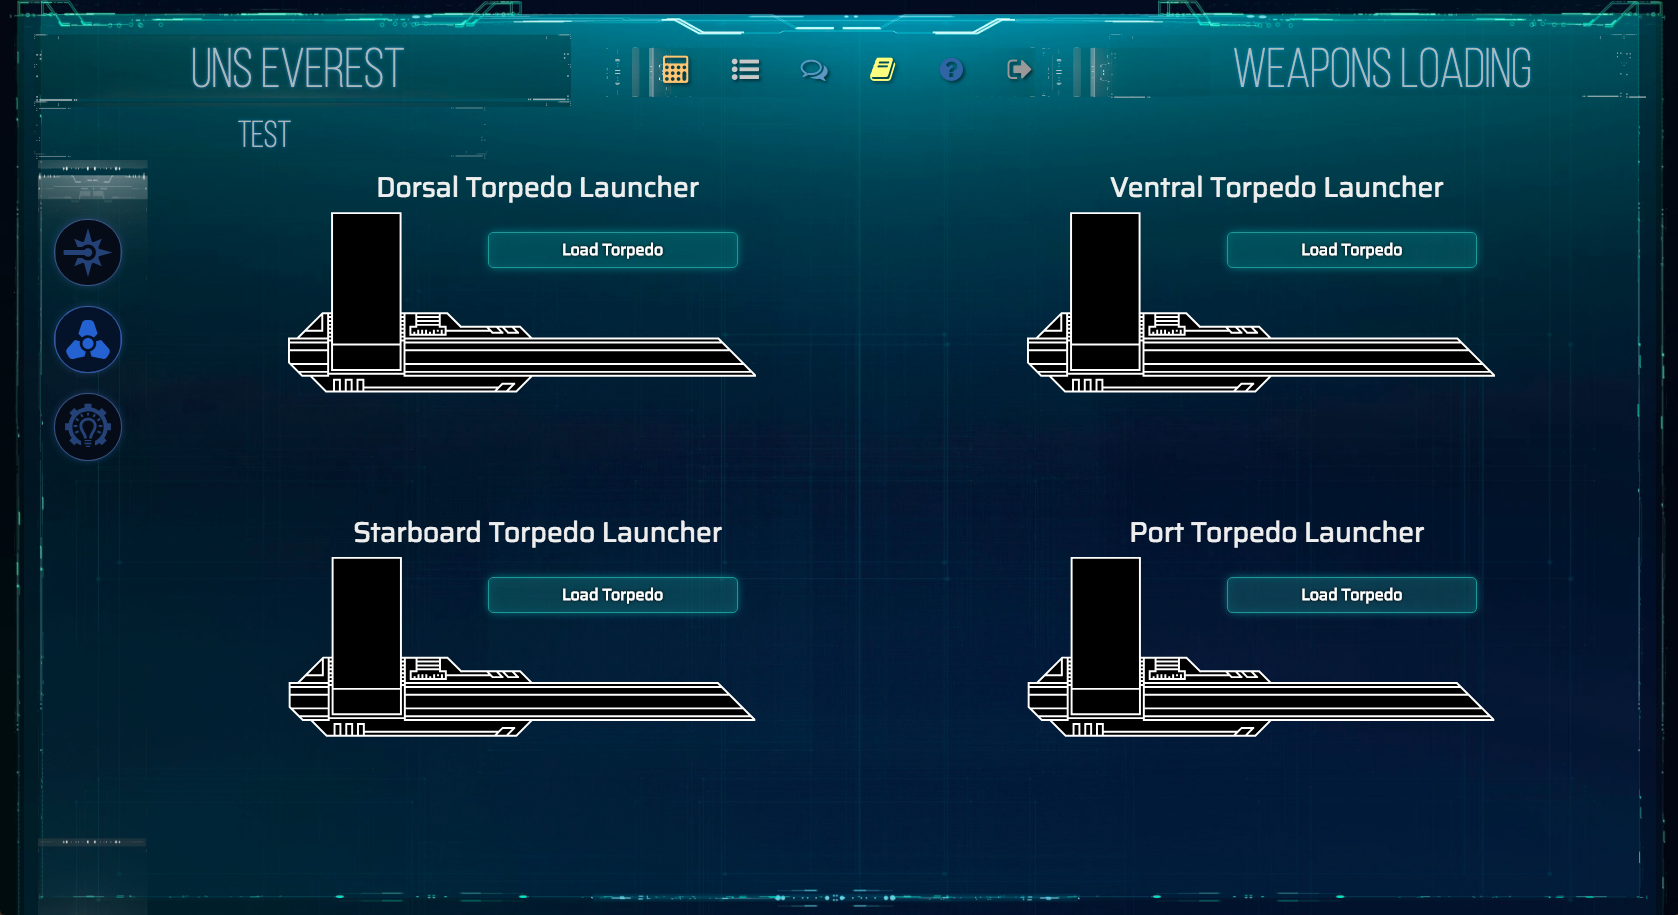 UNS EVEREST
WEAPONS LOADING
TEST
Dorsal Torpedo Launcher
Load Torpedo
Ventral Torpedo Launcher
Load Torpedo
Starboard Torpedo Launcher
Load Torpedo
Port Torpedo Launcher
Load Torpedo